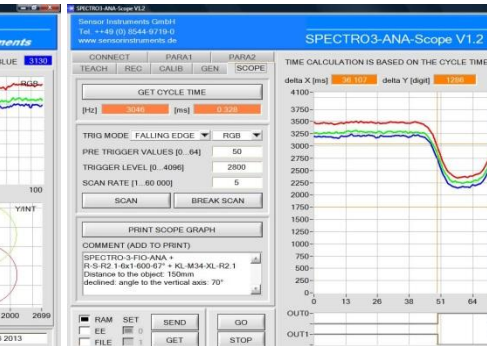 SPECTRO3-ANA-Scope V1.2
Sensor Instruments GmbH
Tel. ++49 (0) 8544-9719-0
www.sensorinstruments.de
SPECTRO3-ANA-Scope V1.2
ments
BLUE 3130
RGB
100
Y/INT
2000 2699
2013
CONNECT PARA1 PARA2
TEACH REC CALIB GEN SCOPE
GET CYCLE TIME
[Hz] 3046 [ms] 0.328
TRIG MODE FALLING EDGE RGB
PRE TRIGGER VALUES [0...64] 50
TRIGGER LEVEL [0...4096] 2800
SCAN RATE [1...60 000] 5
SCAN BREAK SCAN
PRINT SCOPE GRAPH
COMMENT (ADD TO PRINT)
SPECTRO-3-FIO-ANA +
R-S-R2.1-6x1-600-67° + KL-M34-XL-R2.1
Distance to the object: 150mm
declined: angle to the vertical axis: 70°
RAM SET SEND GO
EE 0
FILE 1 GET STOP
TIME CALCULATION IS BASED ON THE CYCLE TIME
delta X [ms] 38.107 delta Y [digit] 1286
4100
3750
3500
3250
3000
2750
2500
2250
2000
1750
1500
1250
1000
750
500
250
0
0 13 26 38 51 64
OUT0
OUT1